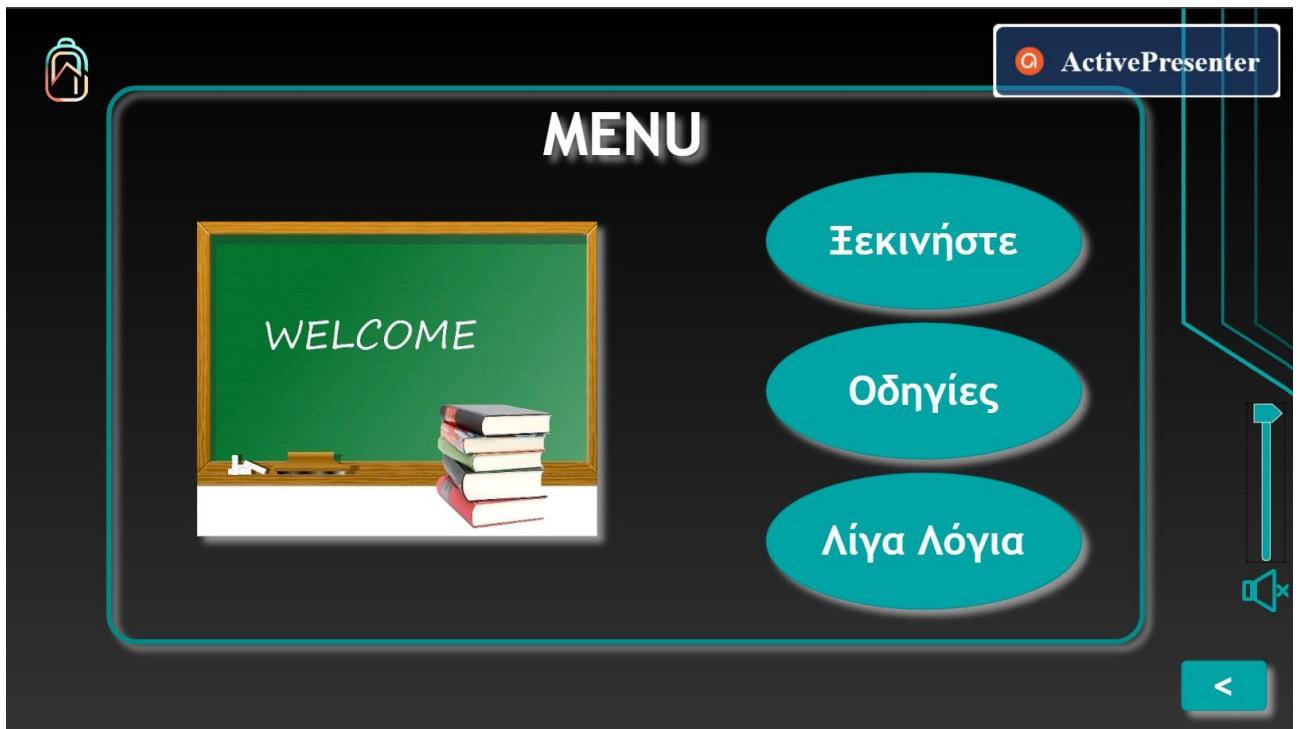 ActivePresenter
MENU
WELCOME
Ξεκινήστε
Οδηγίες
Λίγα Λόγια
<